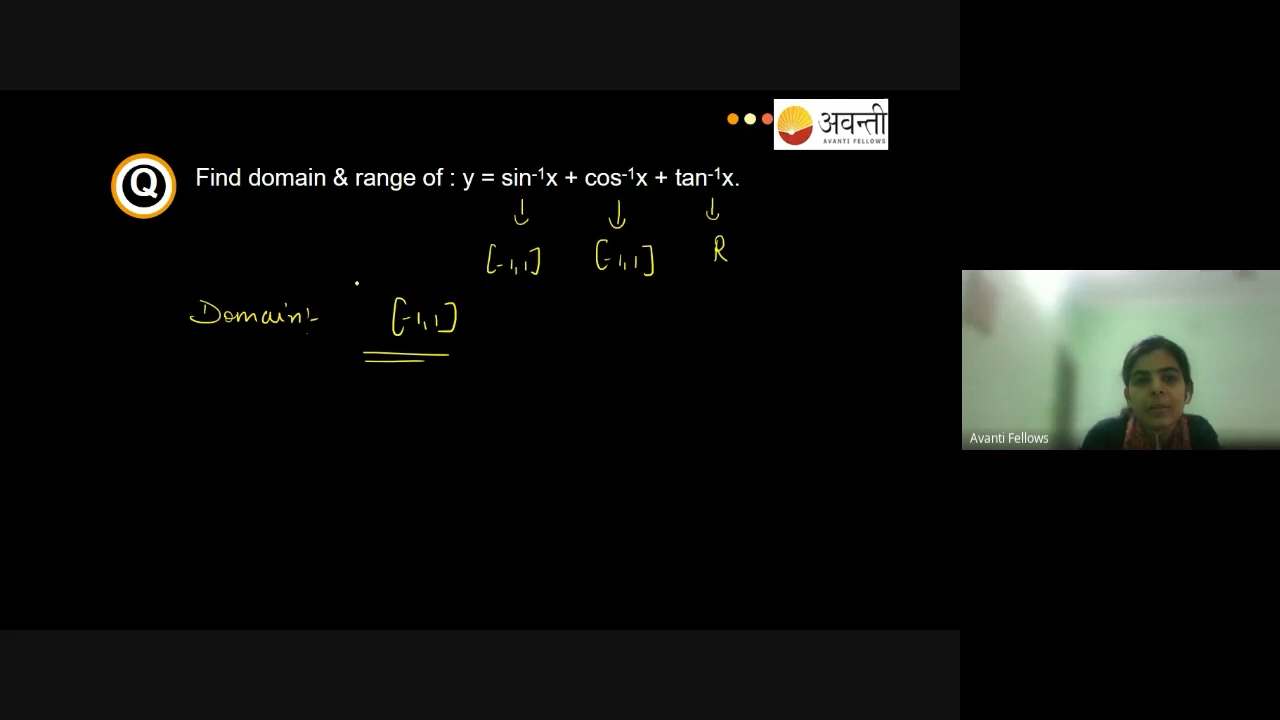 अवन्ती
AVANTI FELLOWS
Q Find domain & range of : y = sin⁻¹x + cos⁻¹x + tan⁻¹x.
[-1,1] [-1,1] R
Domain:- [-1,1]
Avanti Fellows